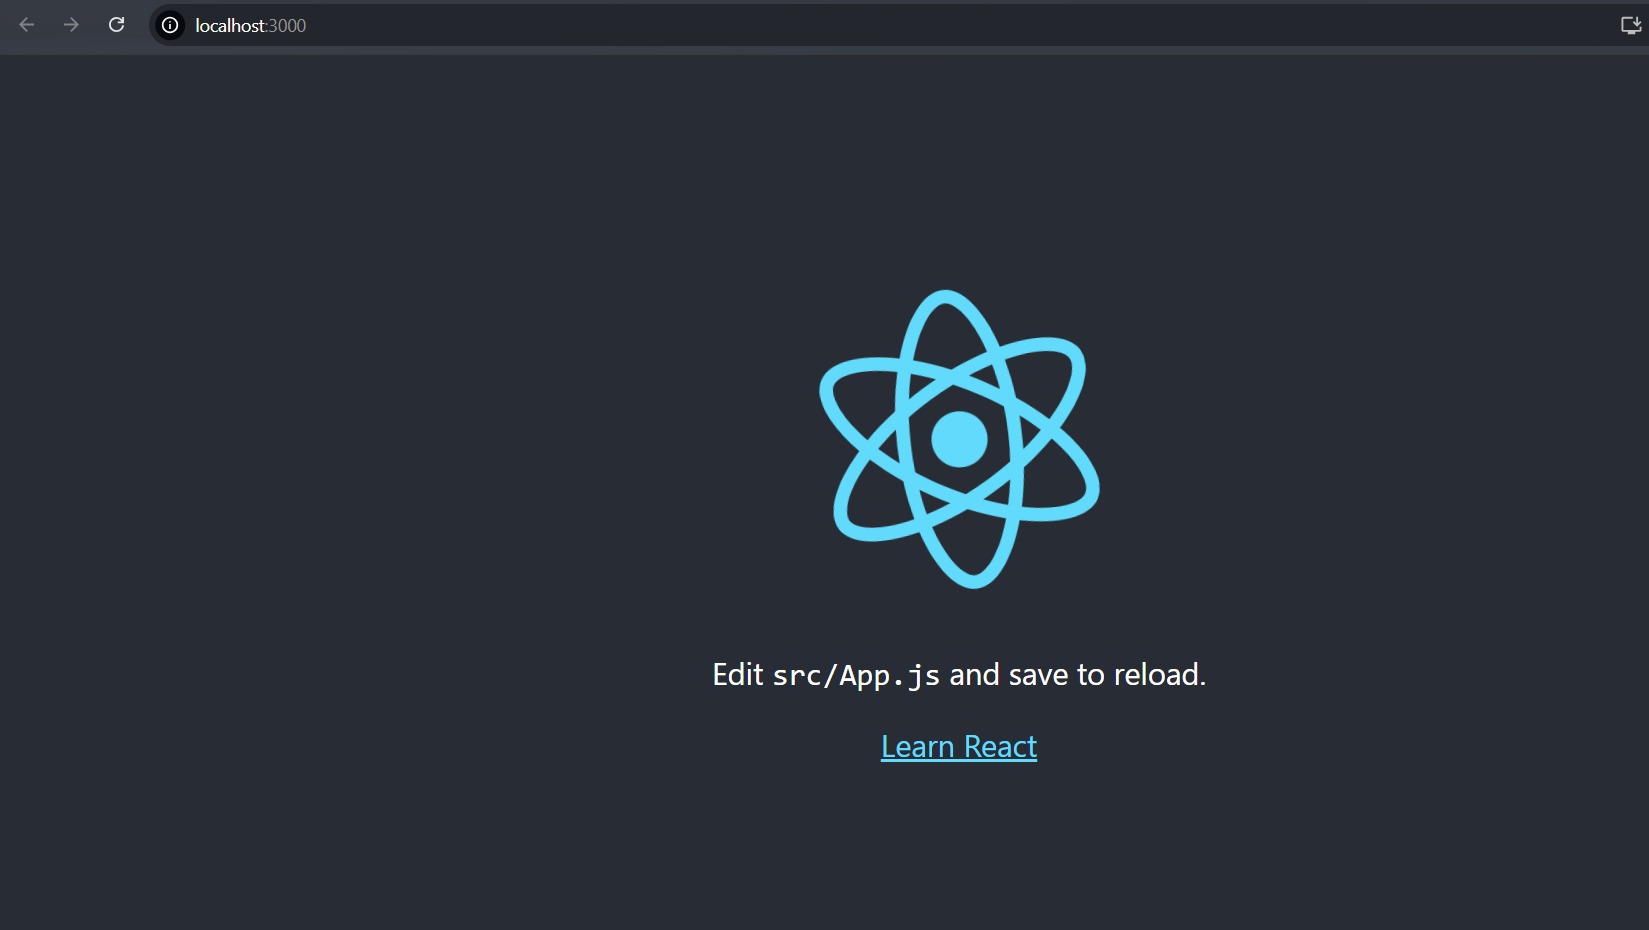 localhost:3000
Edit src/App.js and save to reload.
Learn React